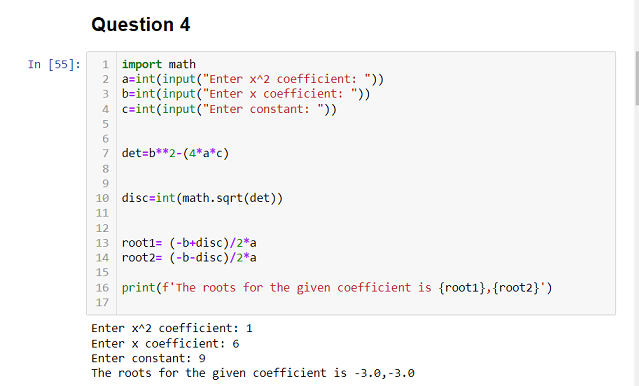 Question 4
In [55]:
1 import math
2 a=int(input("Enter x^2 coefficient: "))
3 b=int(input("Enter x coefficient: "))
4 c=int(input("Enter constant: "))
5
6
7 det=b**2-(4*a*c)
8
9
10 disc=int(math.sqrt(det))
11
12
13 root1= (-b+disc)/2*a
14 root2= (-b-disc)/2*a
15
16 print(f'The roots for the given coefficient is {root1},{root2}')
17
Enter x^2 coefficient: 1
Enter x coefficient: 6
Enter constant: 9
The roots for the given coefficient is -3.0,-3.0